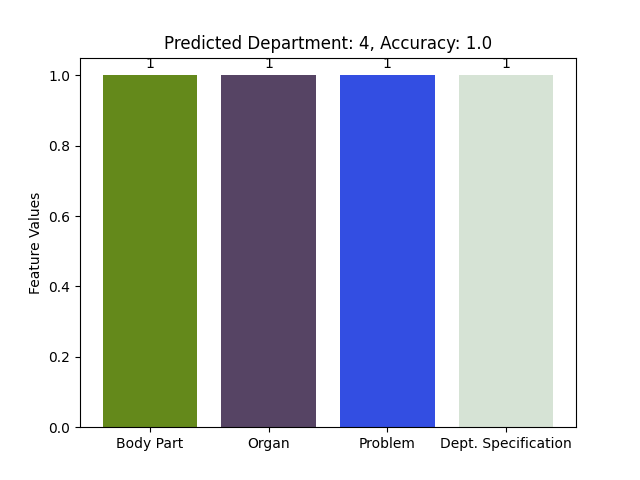 Predicted Department: 4, Accuracy: 1.0
1 1 1 1
1.0
0.8
0.6
0.4
0.2
0.0
Feature Values
Body Part Organ Problem Dept. Specification